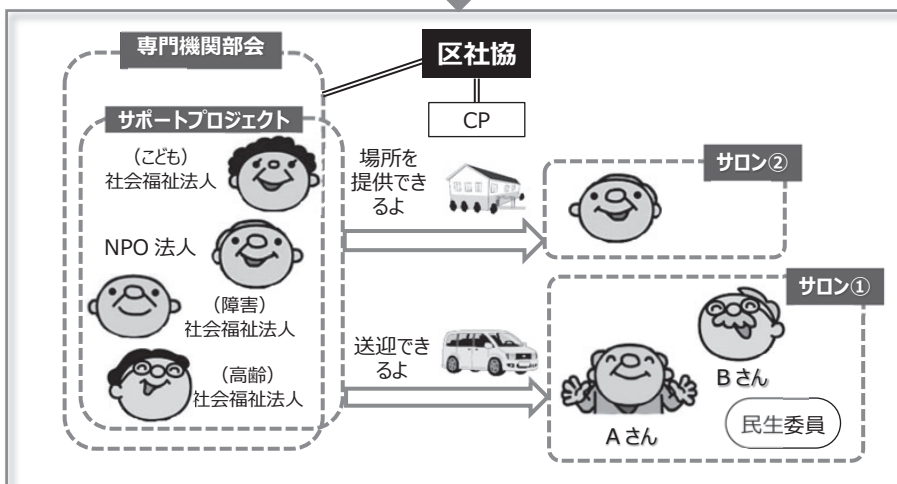 専門機関部会
区社協
CP
サポートプロジェクト
（こども）
社会福祉法人
NPO 法人
（障害）
社会福祉法人
（高齢）
社会福祉法人
場所を
提供でき
るよ
サロン②
送迎でき
るよ
サロン①
Bさん
Aさん
民生委員